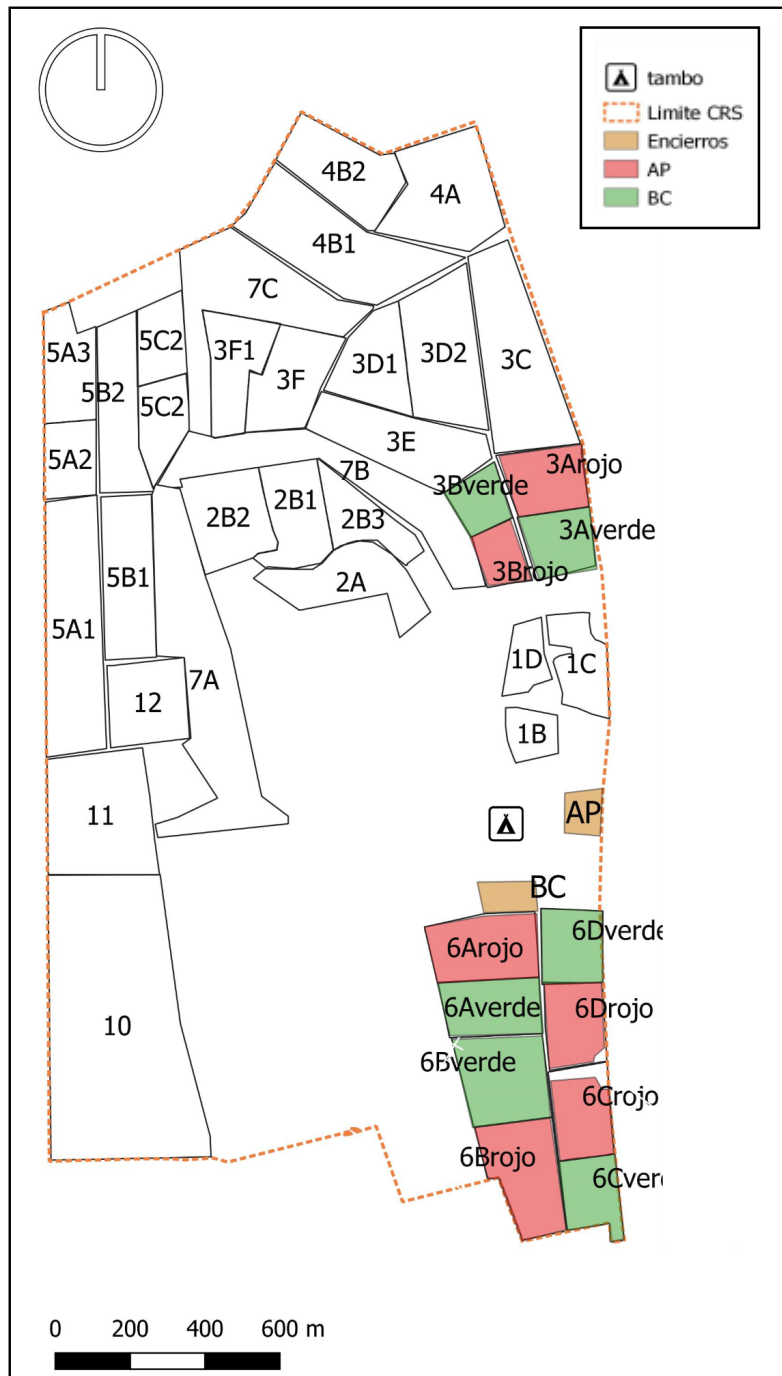 tambo
Limite CRS
Encierros
AP
BC
4B2
4A
4B1
7C
5A3
5C2
5B2
3F1
3F
3D1
3D2
3C
5C2
5A2
3E
7B
3Arojo
3Bverde
2B2
2B1
2B3
3Averde
3Brojo
5B1
2A
5A1
7A
12
1D
1C
1B
11
AP
BC
6Arojo
6Dverde
6Averde
6Drojo
10
6Bverde
6Crojo
6Brojo
6Cver
0 200 400 600 m